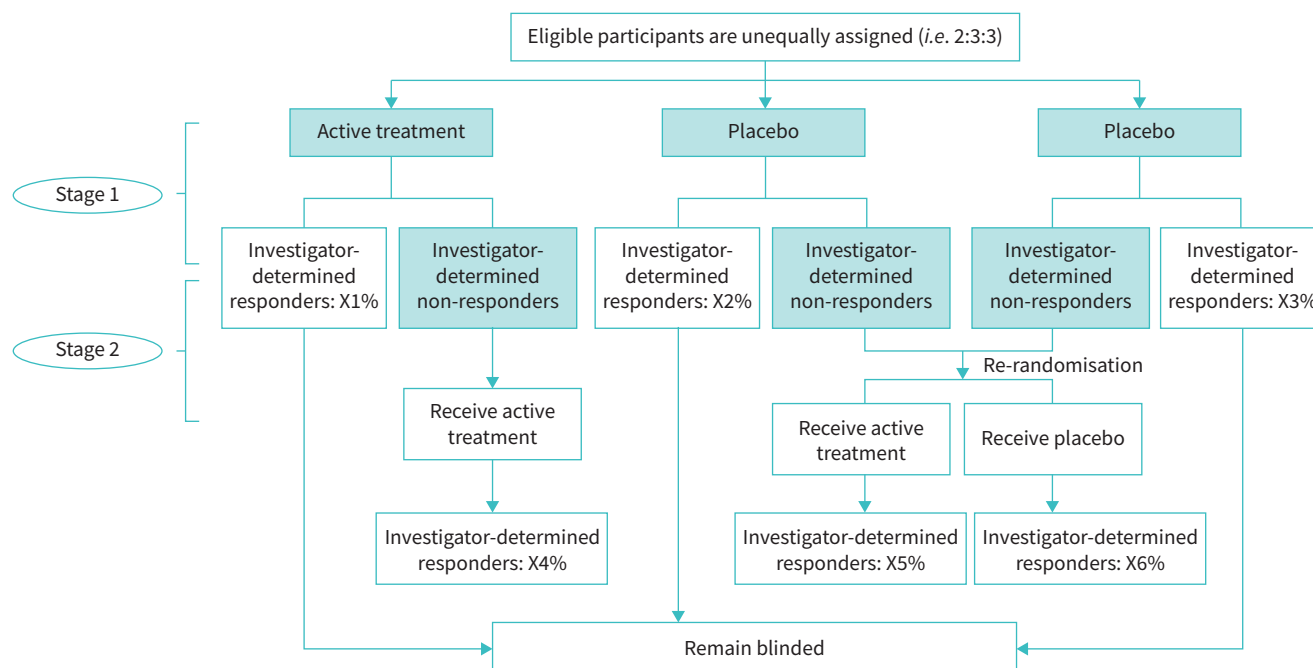 Eligible participants are unequally assigned (i.e. 2:3:3)
Active treatment
Placebo
Placebo
Stage 1
Investigator-
determined
responders: X1%
Investigator-
determined
non-responders
Investigator-
determined
responders: X2%
Investigator-
determined
non-responders
Investigator-
determined
non-responders
Investigator-
determined
responders: X3%
Stage 2
Re-randomisation
Receive active
treatment
Receive active
treatment
Receive placebo
Investigator-determined
responders: X4%
Investigator-determined
responders: X5%
Investigator-determined
responders: X6%
Remain blinded